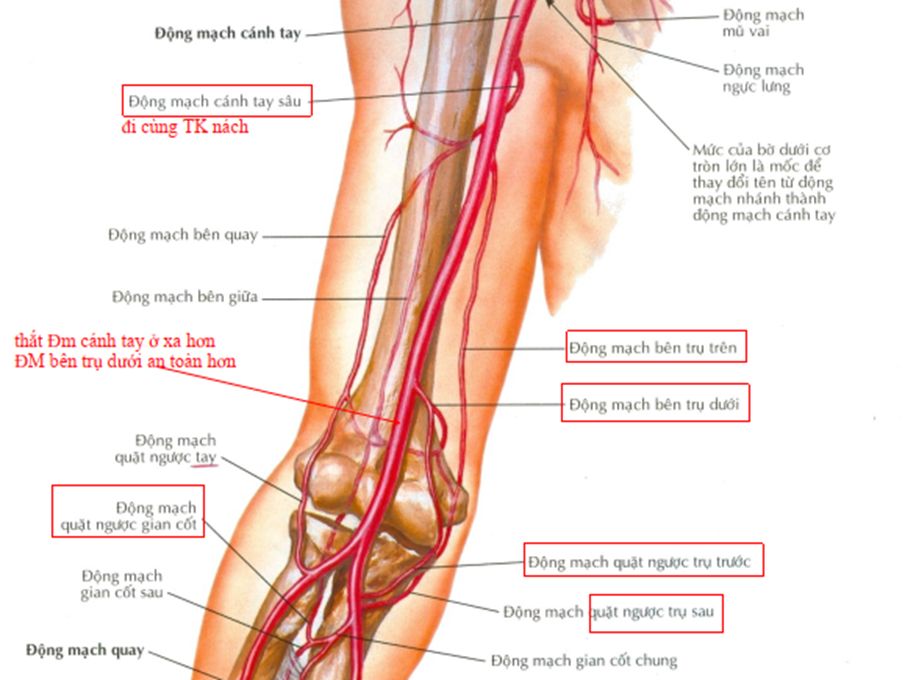 Động mạch cánh tay
Động mạch
mũ vai
Động mạch
ngực lưng
Động mạch cánh tay sâu
đi cùng TK nách
Mức của bờ dưới cơ
tròn lớn là mốc để
thay đổi tên từ động
mạch nhánh thành
động mạch cánh tay
Động mạch bên quay
Động mạch bên giữa
thắt Đm cánh tay ở xa hơn
ĐM bên trụ dưới an toàn hơn
Động mạch bên trụ trên
Động mạch bên trụ dưới
Động mạch
quặt ngược tay
Động mạch
quặt ngược gian cốt
Động mạch quặt ngược trụ trước
Động mạch
gian cốt sau
Động mạch quặt ngược trụ sau
Động mạch quay
Động mạch gian cốt chung